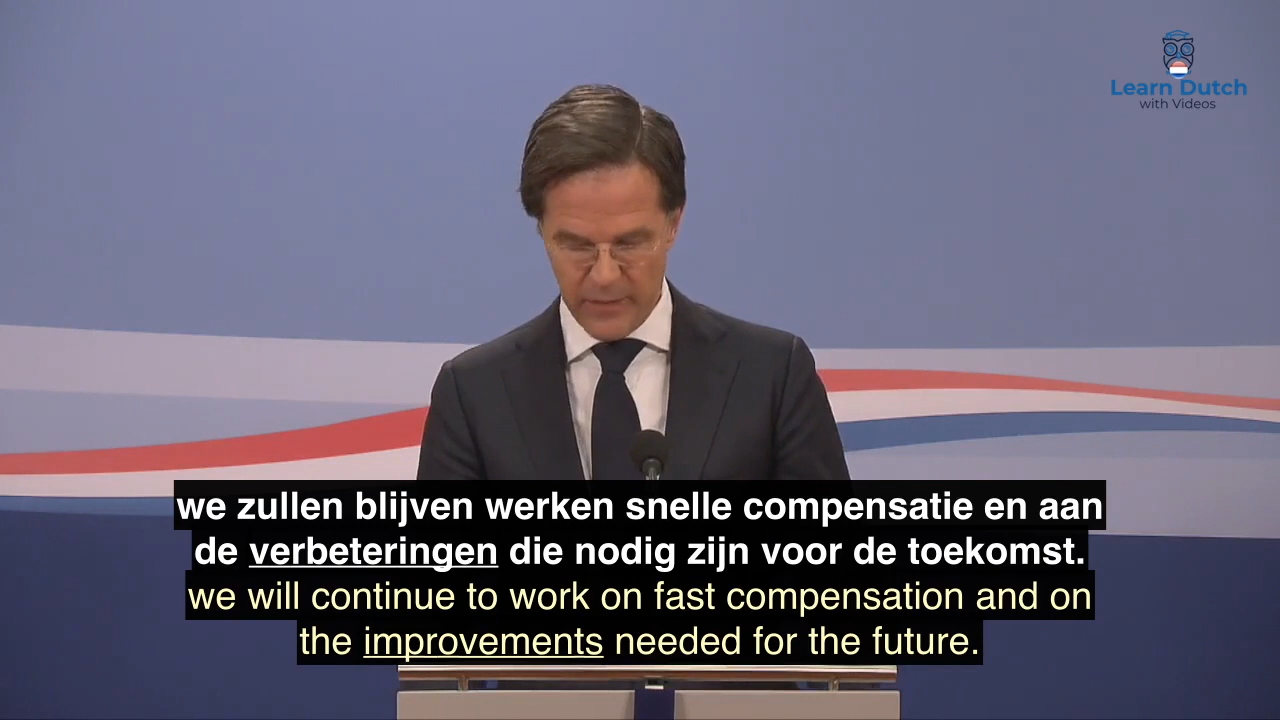 Learn Dutch
with Videos
we zullen blijven werken snelle compensatie en aan
de verbeteringen die nodig zijn voor de toekomst.
we will continue to work on fast compensation and on
the improvements needed for the future.